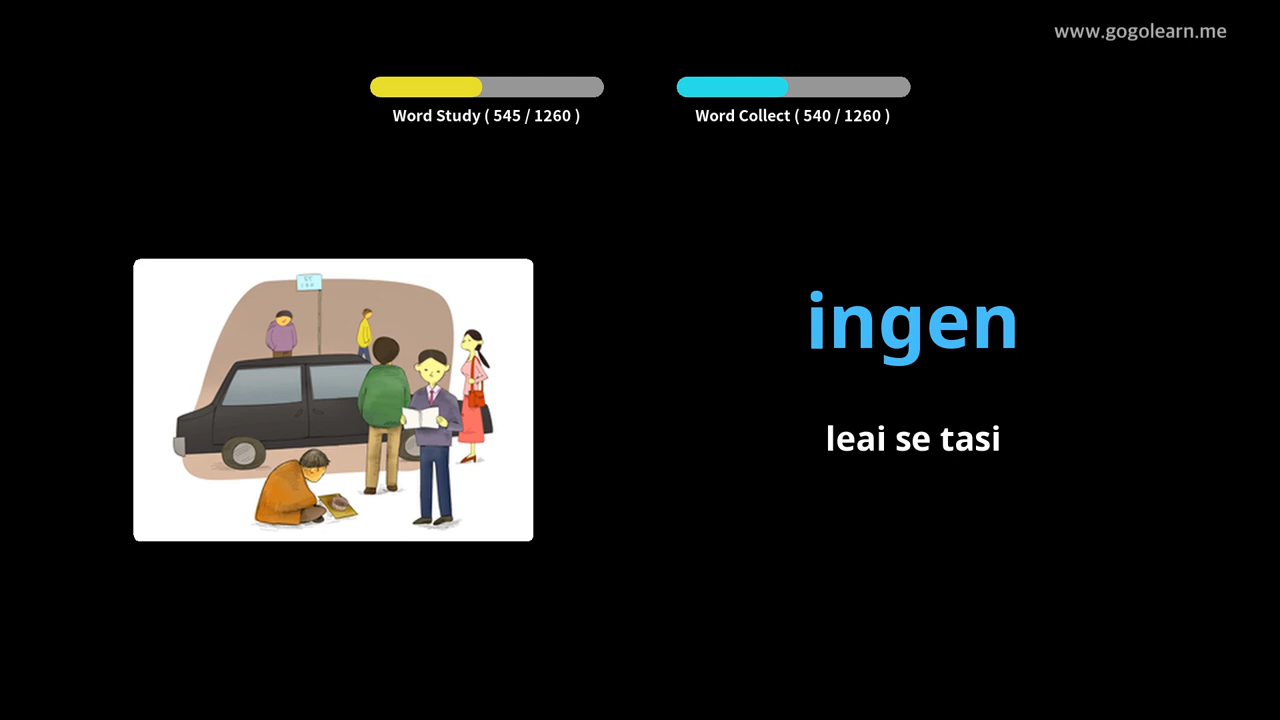 www.gogolearn.me
Word Study ( 545 / 1260 )
Word Collect ( 540 / 1260 )
ingen
leai se tasi